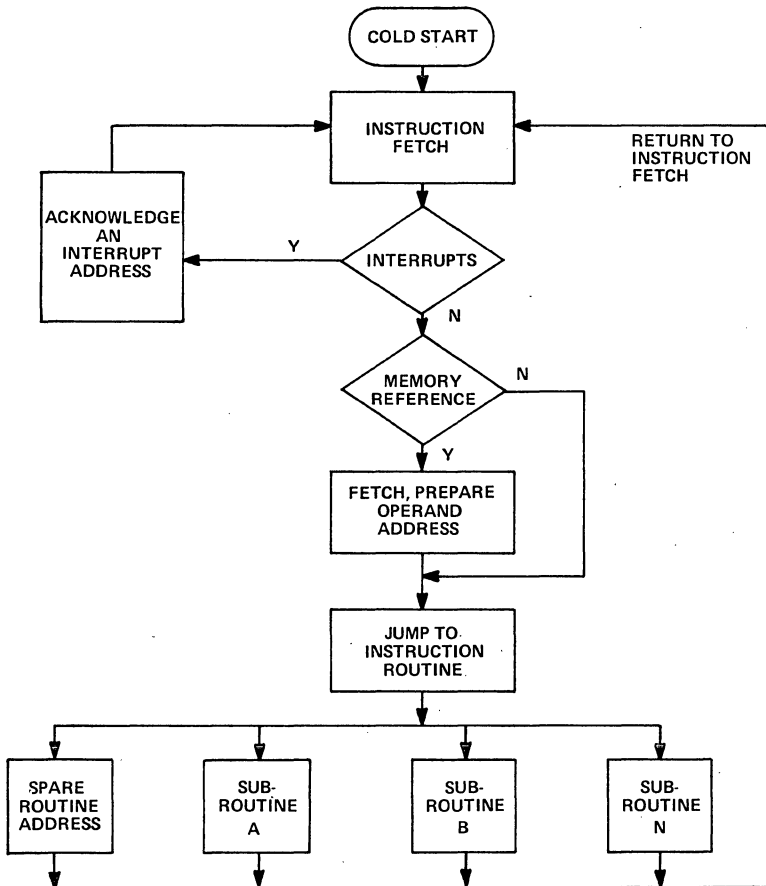 COLD START
INSTRUCTION
FETCH
RETURN TO
INSTRUCTION
FETCH
ACKNOWLEDGE
AN
INTERRUPT
ADDRESS
Y
INTERRUPTS
N
MEMORY
REFERENCE
N
Y
FETCH, PREPARE
OPERAND
ADDRESS
JUMP TO
INSTRUCTION
ROUTINE
SPARE
ROUTINE
ADDRESS
SUB-
ROUTINE
A
SUB-
ROUTINE
B
SUB-
ROUTINE
N